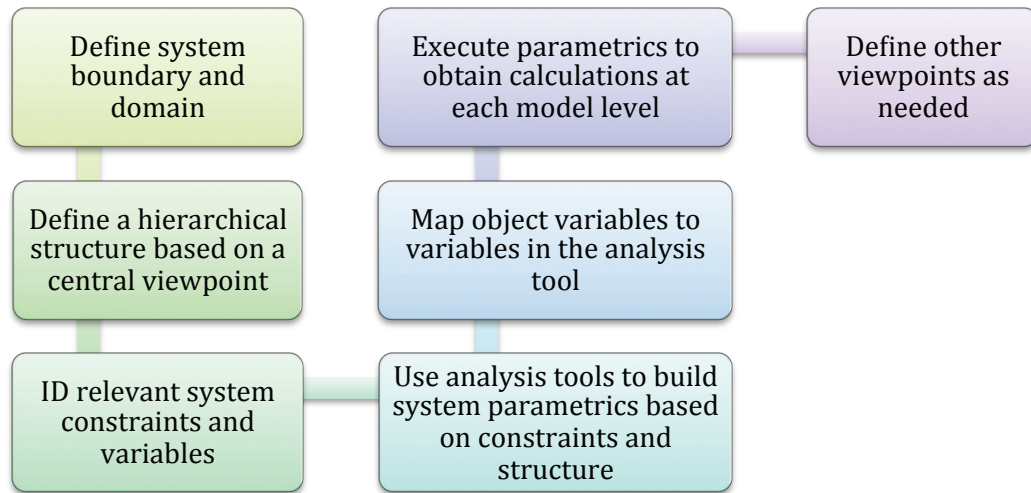 Define system
boundary and
domain
Define a hierarchical
structure based on a
central viewpoint
ID relevant system
constraints and
variables
Use analysis tools to build
system parametrics based
on constraints and
structure
Map object variables to
variables in the analysis
tool
Execute parametrics to
obtain calculations at
each model level
Define other
viewpoints as
needed